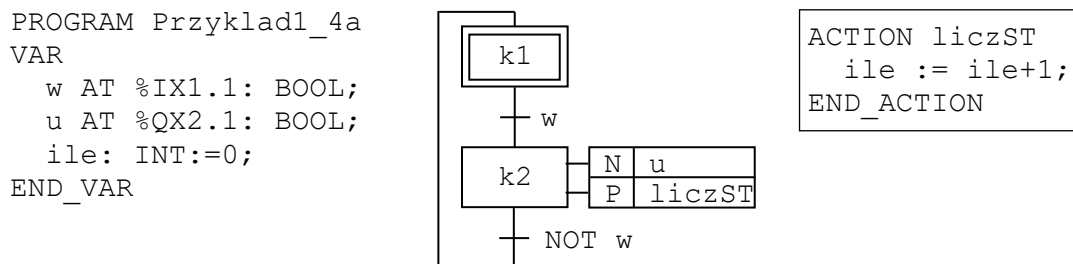 PROGRAM Przyklad1_4a
VAR
  w AT %IX1.1: BOOL;
  u AT %QX2.1: BOOL;
  ile: INT:=0;
END_VAR
k1
w
k2
N u
P liczST
NOT w
ACTION liczST
  ile := ile+1;
END_ACTION